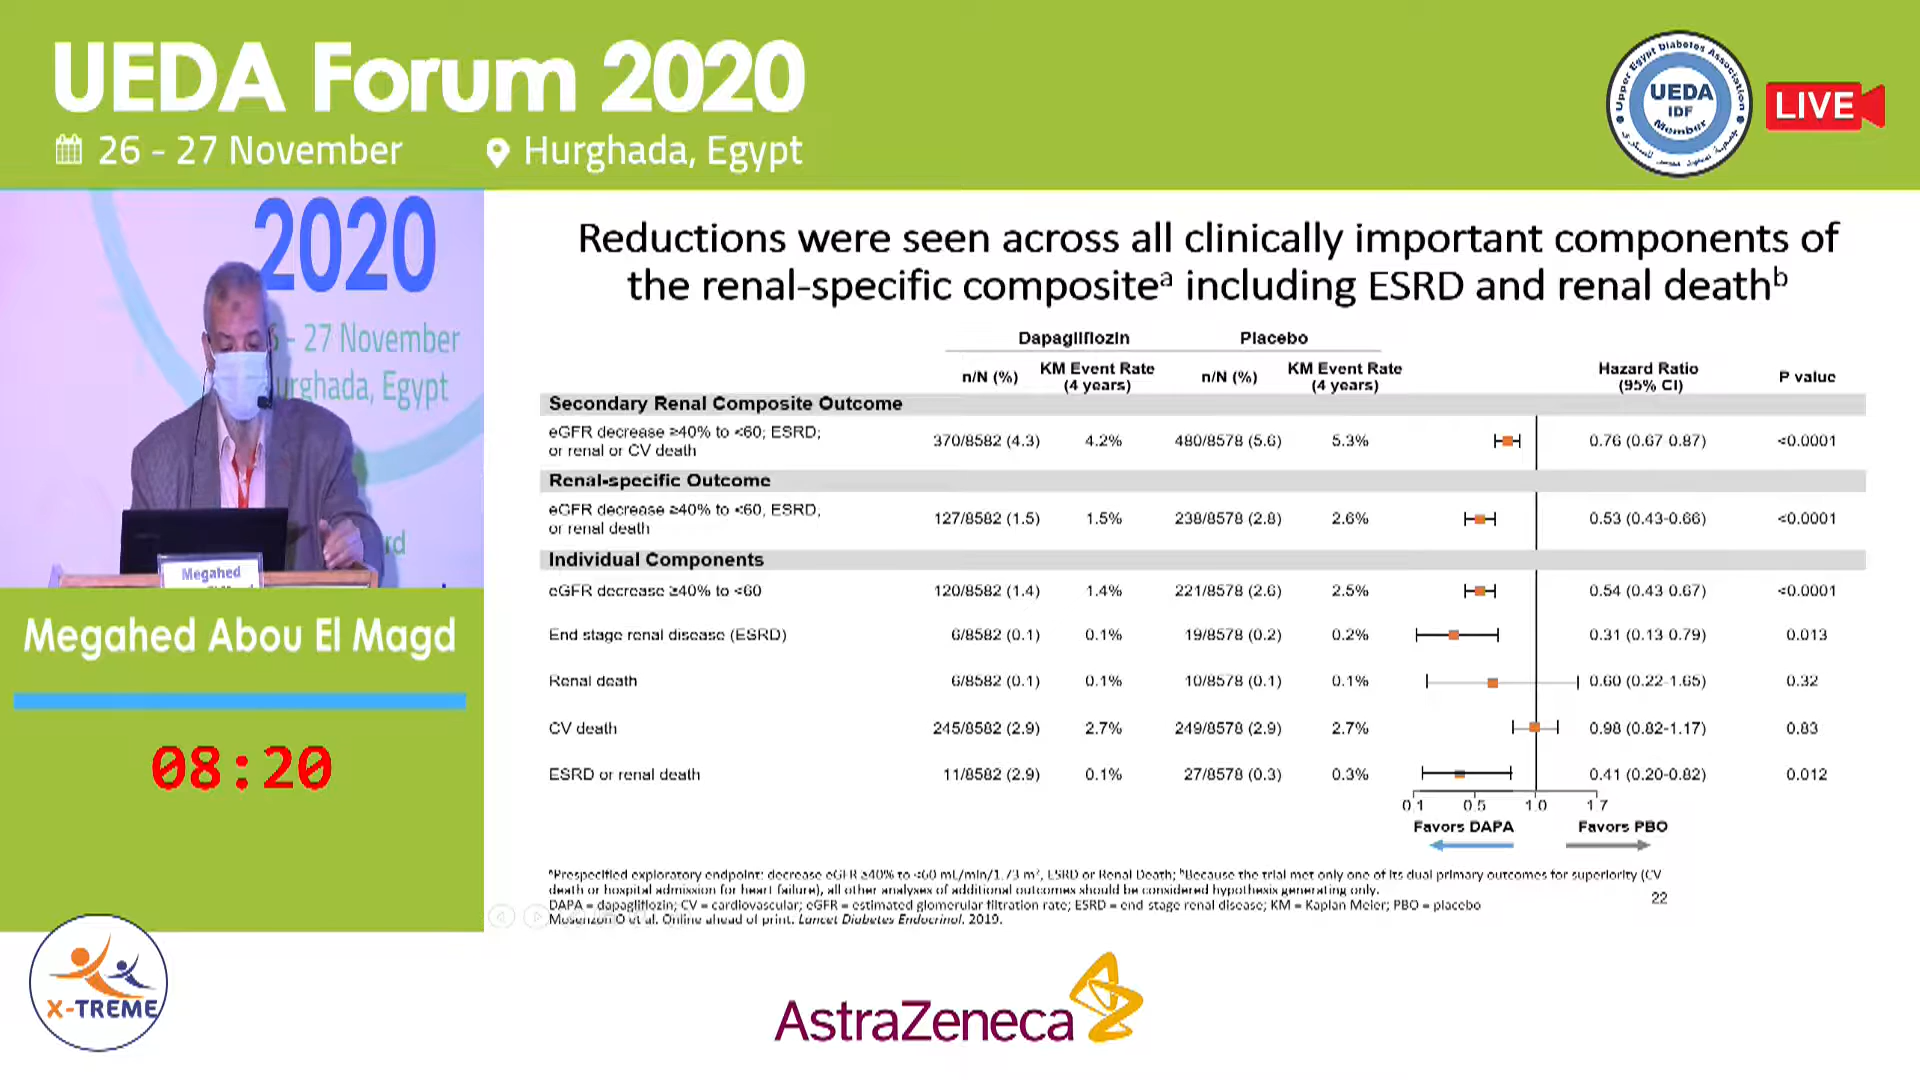 UEDA Forum 2020
26 - 27 November
Hurghada, Egypt
Upper Egypt Diabetes Association
UEDA
IDF
Member
LIVE
2020
- 27 November
urghada, Egypt
rd
Megahed
Megahed Abou El Magd
08:20
Reductions were seen across all clinically important components of
the renal-specific compositeᵃ including ESRD and renal deathᵇ
Dapagliflozin Placebo
n/N (%) KM Event Rate (4 years) n/N (%) KM Event Rate (4 years) Hazard Ratio (95% CI) P value
Secondary Renal Composite Outcome
eGFR decrease ≥40% to <60; ESRD;
or renal or CV death 370/8582 (4.3) 4.2% 480/8578 (5.6) 5.3% 0.76 (0.67 0.87) <0.0001
Renal-specific Outcome
eGFR decrease ≥40% to <60, ESRD,
or renal death 127/8582 (1.5) 1.5% 238/8578 (2.8) 2.6% 0.53 (0.43-0.66) <0.0001
Individual Components
eGFR decrease ≥40% to <60 120/8582 (1.4) 1.4% 221/8578 (2.6) 2.5% 0.54 (0.43 0.67) <0.0001
End stage renal disease (ESRD) 6/8582 (0.1) 0.1% 19/8578 (0.2) 0.2% 0.31 (0.13 0.79) 0.013
Renal death 6/8582 (0.1) 0.1% 10/8578 (0.1) 0.1% 0.60 (0.22-1.65) 0.32
CV death 245/8582 (2.9) 2.7% 249/8578 (2.9) 2.7% 0.98 (0.82-1.17) 0.83
ESRD or renal death 11/8582 (2.9) 0.1% 27/8578 (0.3) 0.3% 0.41 (0.20-0.82) 0.012
0.1 0.5 1.0 1.7
Favors DAPA Favors PBO
ᵃPrespecified exploratory endpoint: decrease eGFR ≥40% to <60 mL/min/1.73 m², ESRD or Renal Death; ᵇBecause the trial met only one of its dual primary outcomes for superiority (CV
death or hospital admission for heart failure), all other analyses of additional outcomes should be considered hypothesis generating only.
DAPA = dapagliflozin; CV = cardiovascular; eGFR = estimated glomerular filtration rate; ESRD = end stage renal disease; KM = Kaplan Meier; PBO = placebo
Mosenzon O et al. Online ahead of print. Lancet Diabetes Endocrinol. 2019.
22
X-TREME
AstraZeneca